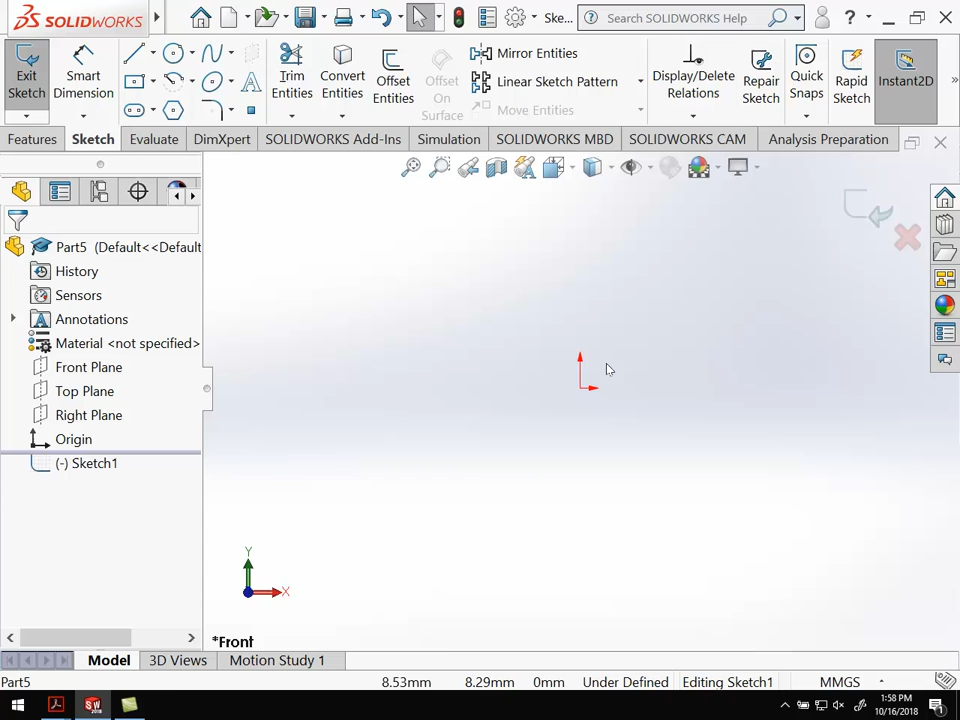 SOLIDWORKS
Ske...
Search SOLIDWORKS Help
?
Exit Sketch
Smart Dimension
Trim Entities
Convert Entities
Offset Entities
Offset On Surface
Mirror Entities
Linear Sketch Pattern
Move Entities
Display/Delete Relations
Repair Sketch
Quick Snaps
Rapid Sketch
Instant2D
Features
Sketch
Evaluate
DimXpert
SOLIDWORKS Add-Ins
Simulation
SOLIDWORKS MBD
SOLIDWORKS CAM
Analysis Preparation
Part5 (Default<<Default
History
Sensors
Annotations
Material <not specified>
Front Plane
Top Plane
Right Plane
Origin
(-) Sketch1
Y
X
*Front
Model
3D Views
Motion Study 1
Part5
8.53mm
8.29mm
0mm
Under Defined
Editing Sketch1
MMGS
1:58 PM
10/16/2018